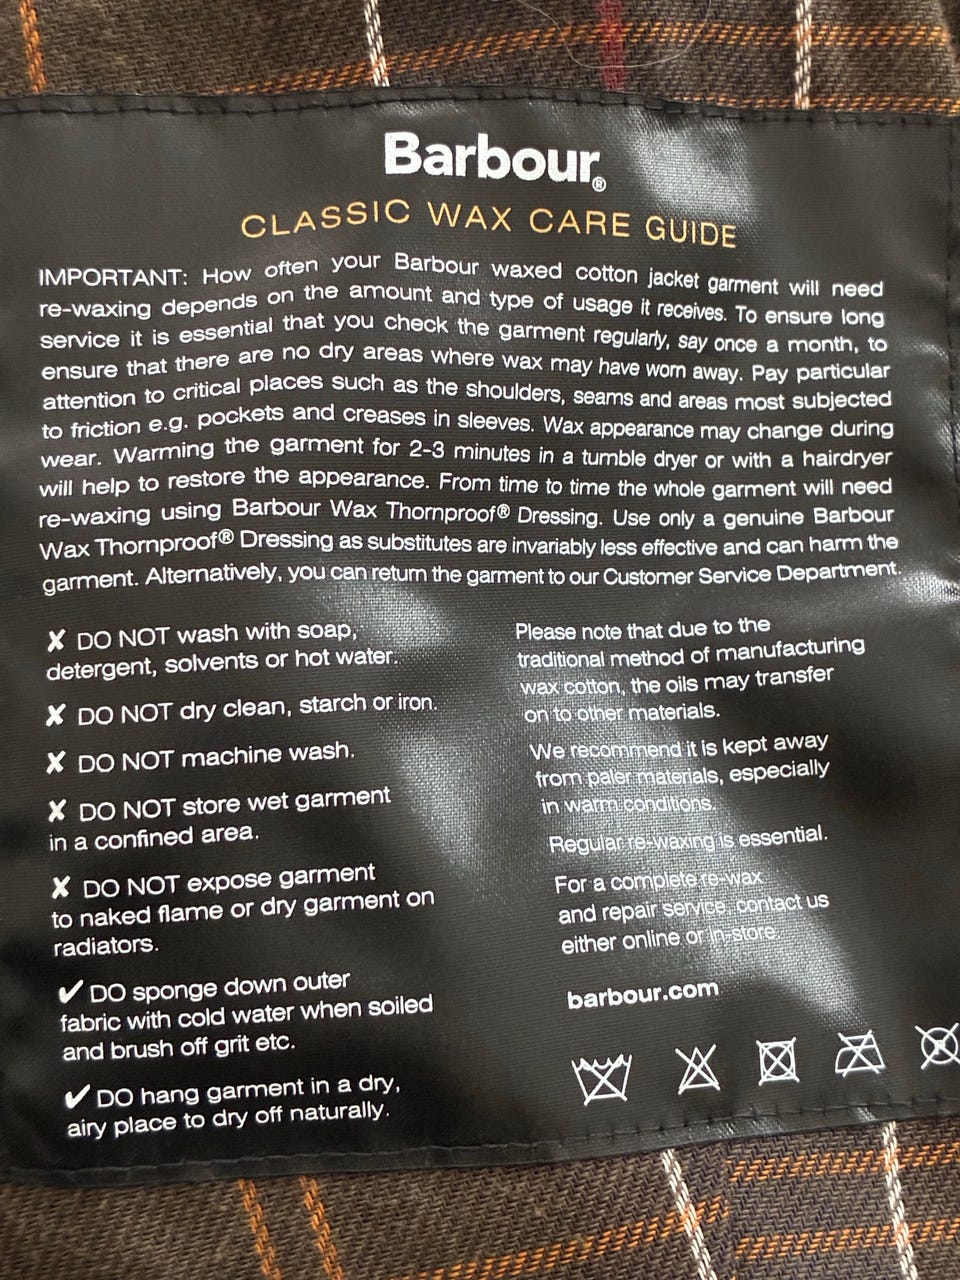 Barbour®
CLASSIC WAX CARE GUIDE
IMPORTANT: How often your Barbour waxed cotton jacket garment will need
re-waxing depends on the amount and type of usage it receives. To ensure long
service it is essential that you check the garment regularly, say once a month, to
ensure that there are no dry areas where wax may have worn away. Pay particular
attention to critical places such as the shoulders, seams and areas most subjected
to friction e.g. pockets and creases in sleeves. Wax appearance may change during
wear. Warming the garment for 2-3 minutes in a tumble dryer or with a hairdryer
will help to restore the appearance. From time to time the whole garment will need
re-waxing using Barbour Wax Thornproof® Dressing. Use only a genuine Barbour
Wax Thornproof® Dressing as substitutes are invariably less effective and can harm the
garment. Alternatively, you can return the garment to our Customer Service Department.
✘ DO NOT wash with soap,
detergent, solvents or hot water.
✘ DO NOT dry clean, starch or iron.
✘ DO NOT machine wash.
✘ DO NOT store wet garment
in a confined area.
✘ DO NOT expose garment
to naked flame or dry garment on
radiators.
✔ DO sponge down outer
fabric with cold water when soiled
and brush off grit etc.
✔ DO hang garment in a dry,
airy place to dry off naturally.
Please note that due to the
traditional method of manufacturing
wax cotton, the oils may transfer
on to other materials.
We recommend it is kept away
from paler materials, especially
in warm conditions.
Regular re-waxing is essential.
For a complete re-wax
and repair service, contact us
either online or in-store.
barbour.com